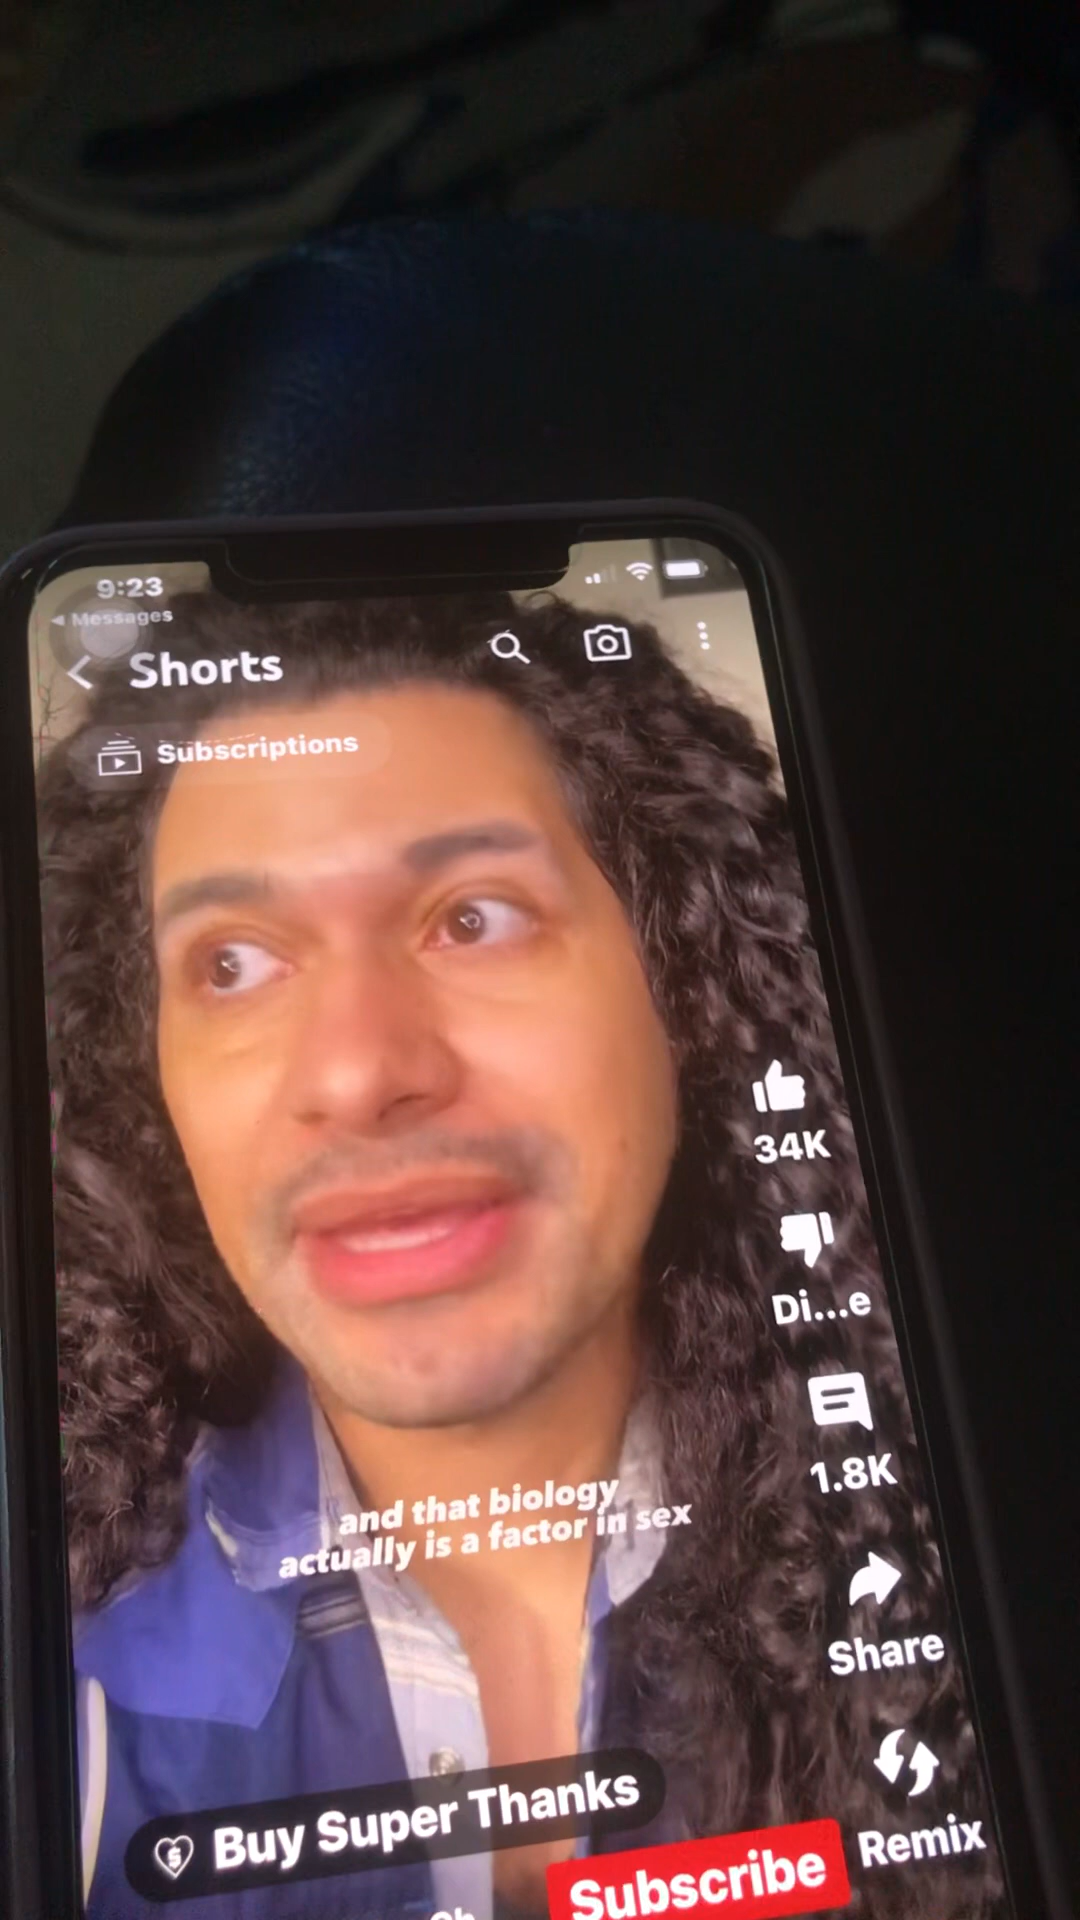 9:23
◀ Messages
Shorts
Subscriptions
34K
Di...e
1.8K
and that biology
actually is a factor in sex
Share
Buy Super Thanks
Remix
Subscribe